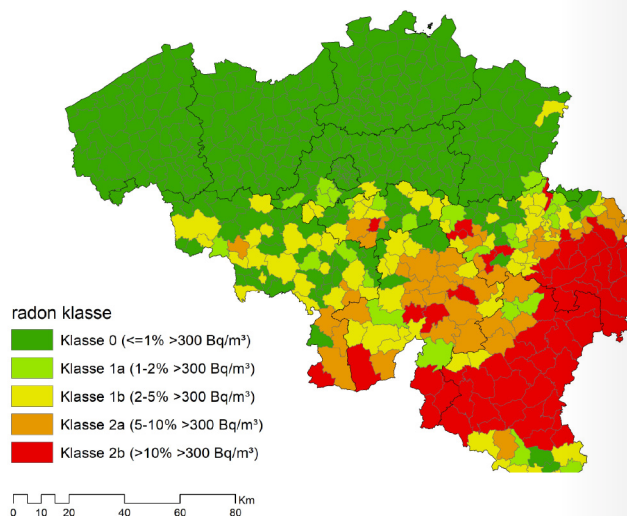 radon klasse
Klasse 0 (<=1% >300 Bq/m³)
Klasse 1a (1-2% >300 Bq/m³)
Klasse 1b (2-5% >300 Bq/m³)
Klasse 2a (5-10% >300 Bq/m³)
Klasse 2b (>10% >300 Bq/m³)
Km
0 10 20 40 60 80